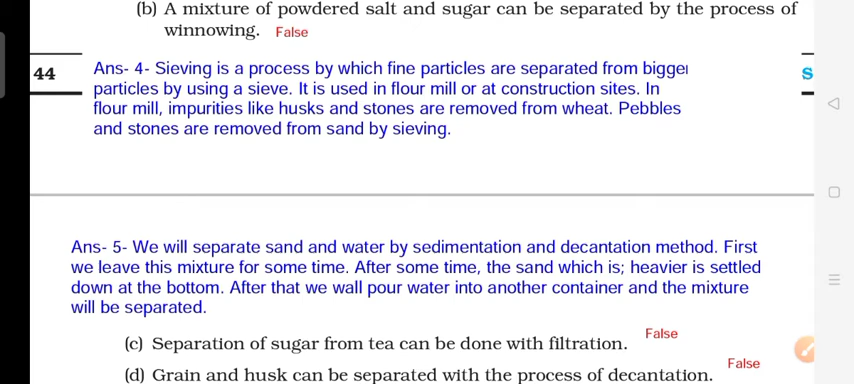 (b) A mixture of powdered salt and sugar can be separated by the process of
winnowing. False
44
Ans- 4- Sieving is a process by which fine particles are separated from bigger
particles by using a sieve. It is used in flour mill or at construction sites. In
flour mill, impurities like husks and stones are removed from wheat. Pebbles
and stones are removed from sand by sieving.
S
Ans- 5- We will separate sand and water by sedimentation and decantation method. First
we leave this mixture for some time. After some time, the sand which is; heavier is settled
down at the bottom. After that we wall pour water into another container and the mixture
will be separated.
(c) Separation of sugar from tea can be done with filtration. False
(d) Grain and husk can be separated with the process of decantation. False